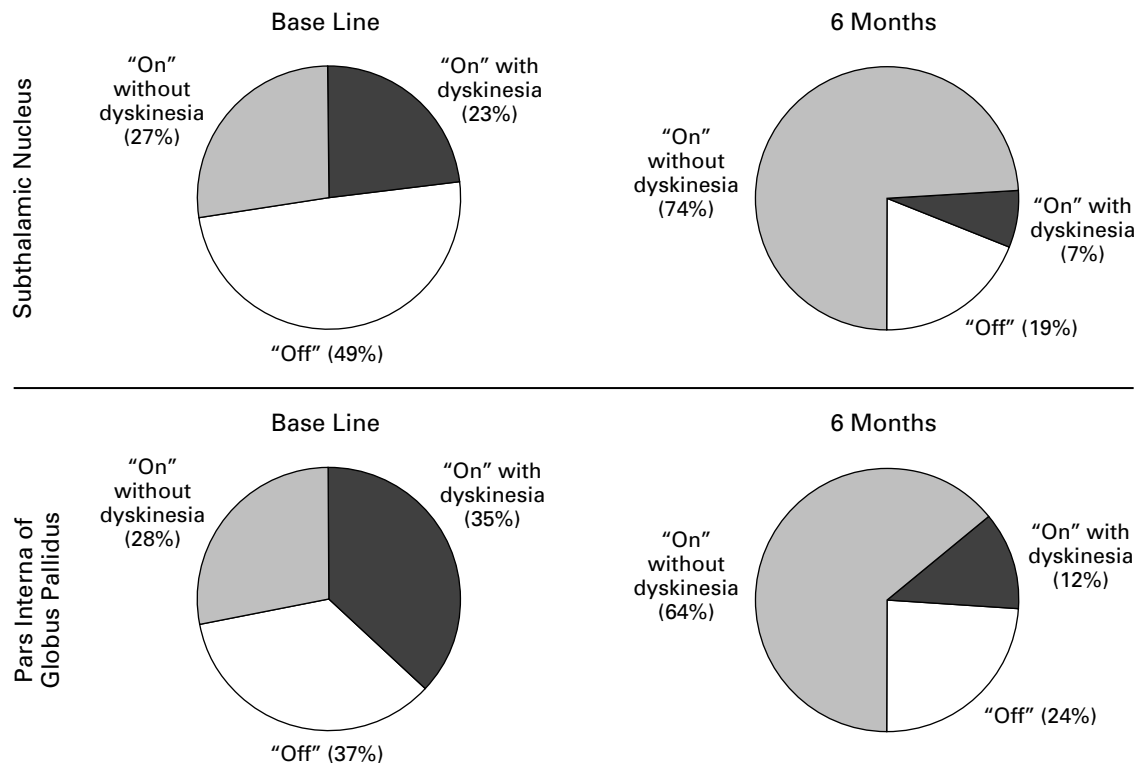 Subthalamic Nucleus
Base Line
“On”
without
dyskinesia
(27%)
“On” with
dyskinesia
(23%)
“Off” (49%)
6 Months
“On”
without
dyskinesia
(74%)
“On” with
dyskinesia
(7%)
“Off” (19%)
Pars Interna of
Globus Pallidus
Base Line
“On”
without
dyskinesia
(28%)
“On” with
dyskinesia
(35%)
“Off” (37%)
6 Months
“On”
without
dyskinesia
(64%)
“On” with
dyskinesia
(12%)
“Off” (24%)